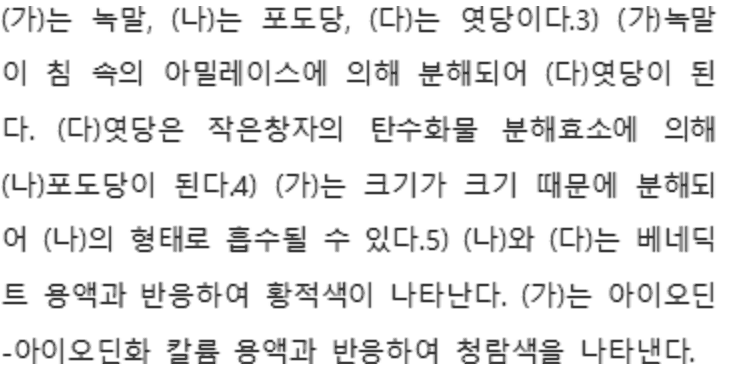 (가)는 녹말, (나)는 포도당, (다)는 엿당이다.3) (가)녹말
이 침 속의 아밀레이스에 의해 분해되어 (다)엿당이 된
다. (다)엿당은 작은창자의 탄수화물 분해효소에 의해
(나)포도당이 된다.4) (가)는 크기가 크기 때문에 분해되
어 (나)의 형태로 흡수될 수 있다.5) (나)와 (다)는 베네딕
트 용액과 반응하여 황적색이 나타난다. (가)는 아이오딘
-아이오딘화 칼륨 용액과 반응하여 청람색을 나타낸다.